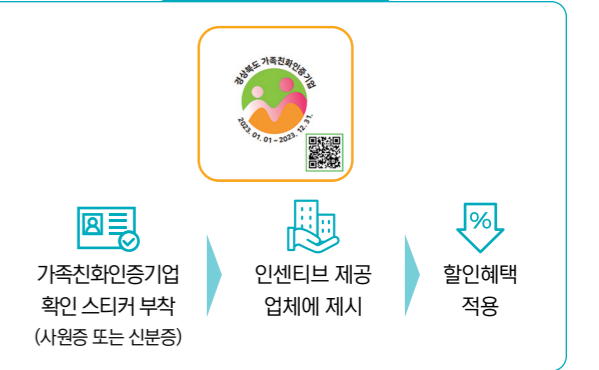 경상북도 가족친화인증기업
2023. 01. 01 ~ 2023. 12. 31.
가족친화인증기업
확인 스티커 부착
(사원증 또는 신분증)
인센티브 제공
업체에 제시
%
할인혜택
적용